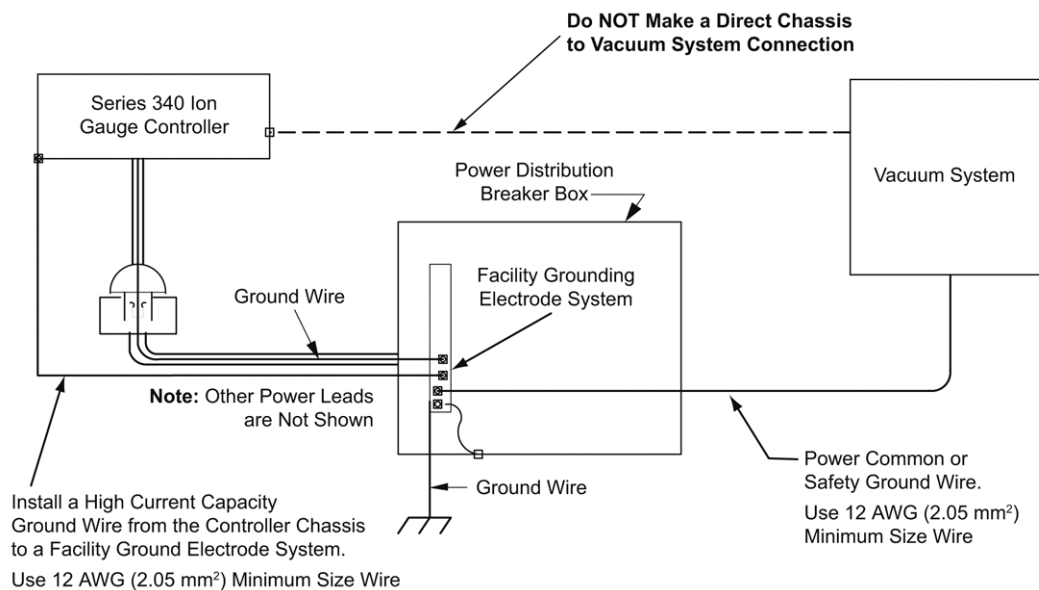 Do NOT Make a Direct Chassis
to Vacuum System Connection
Series 340 Ion
Gauge Controller
Vacuum System
Power Distribution
Breaker Box
Facility Grounding
Electrode System
Ground Wire
Note: Other Power Leads
are Not Shown
Ground Wire
Power Common or
Safety Ground Wire.
Use 12 AWG (2.05 mm²)
Minimum Size Wire
Install a High Current Capacity
Ground Wire from the Controller Chassis
to a Facility Ground Electrode System.
Use 12 AWG (2.05 mm²) Minimum Size Wire